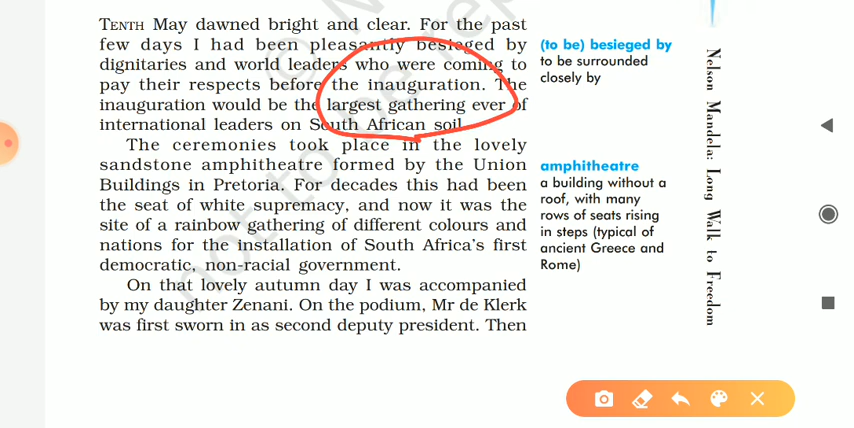 TENTH May dawned bright and clear. For the past
few days I had been pleasantly besieged by
dignitaries and world leaders who were coming to
pay their respects before the inauguration. The
inauguration would be the largest gathering ever of
international leaders on South African soil.
The ceremonies took place in the lovely
sandstone amphitheatre formed by the Union
Buildings in Pretoria. For decades this had been
the seat of white supremacy, and now it was the
site of a rainbow gathering of different colours and
nations for the installation of South Africa's first
democratic, non-racial government.
On that lovely autumn day I was accompanied
by my daughter Zenani. On the podium, Mr de Klerk
was first sworn in as second deputy president. Then
(to be) besieged by
to be surrounded
closely by
amphitheatre
a building without a
roof, with many
rows of seats rising
in steps (typical of
ancient Greece and
Rome)
Nelson Mandela: Long Walk to Freedom
not to be rep